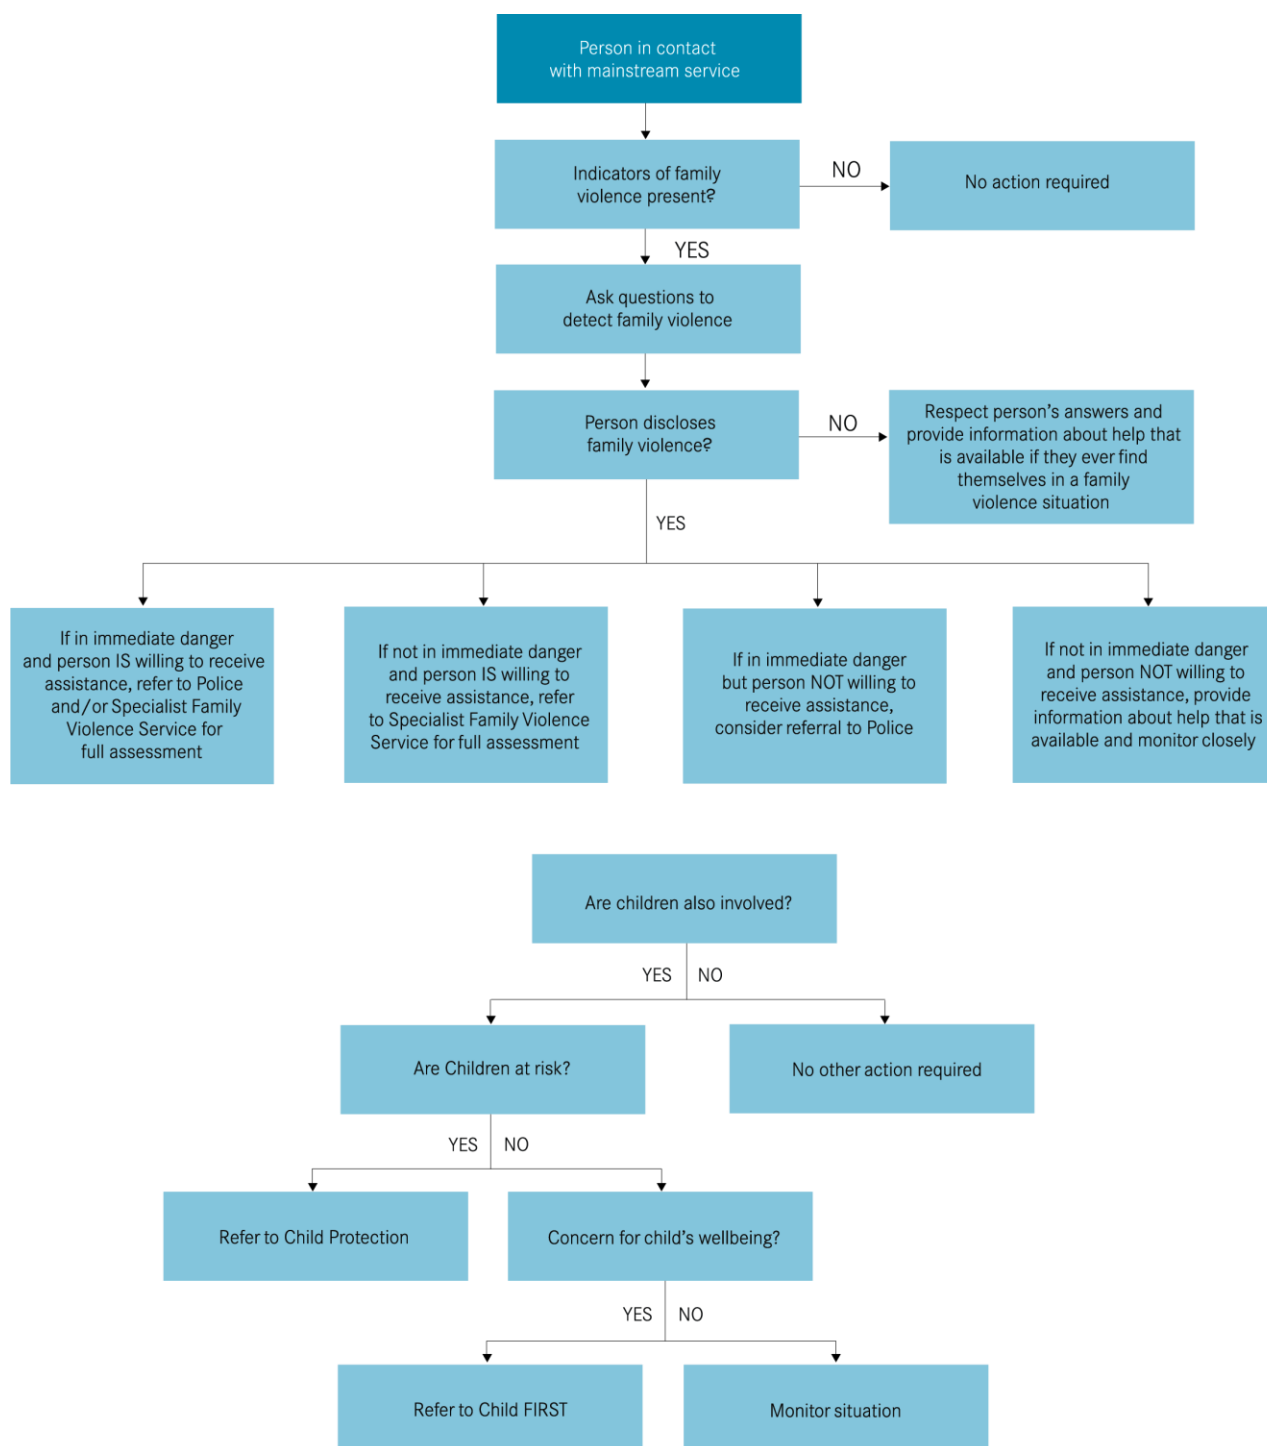 Person in contact
with mainstream service
Indicators of family
violence present?
NO
No action required
YES
Ask questions to
detect family violence
Person discloses
family violence?
NO
Respect person’s answers and
provide information about help that
is available if they ever find
themselves in a family
violence situation
YES
If in immediate danger
and person IS willing to receive
assistance, refer to Police
and/or Specialist Family
Violence Service for
full assessment
If not in immediate danger
and person IS willing to
receive assistance, refer
to Specialist Family Violence
Service for full assessment
If in immediate danger
but person NOT willing to
receive assistance,
consider referral to Police
If not in immediate danger
and person NOT willing to
receive assistance, provide
information about help that is
available and monitor closely
Are children also involved?
YES
NO
Are Children at risk?
No other action required
YES
NO
Refer to Child Protection
Concern for child’s wellbeing?
YES
NO
Refer to Child FIRST
Monitor situation